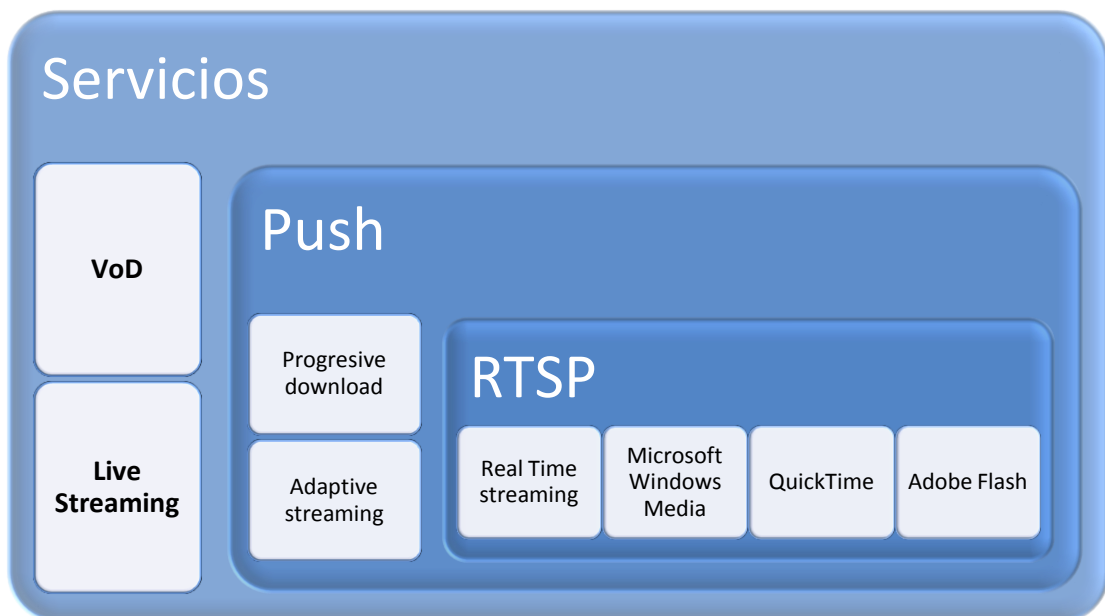 Servicios
VoD
Live
Streaming
Push
Progresive
download
Adaptive
streaming
RTSP
Real Time
streaming
Microsoft
Windows
Media
QuickTime
Adobe Flash